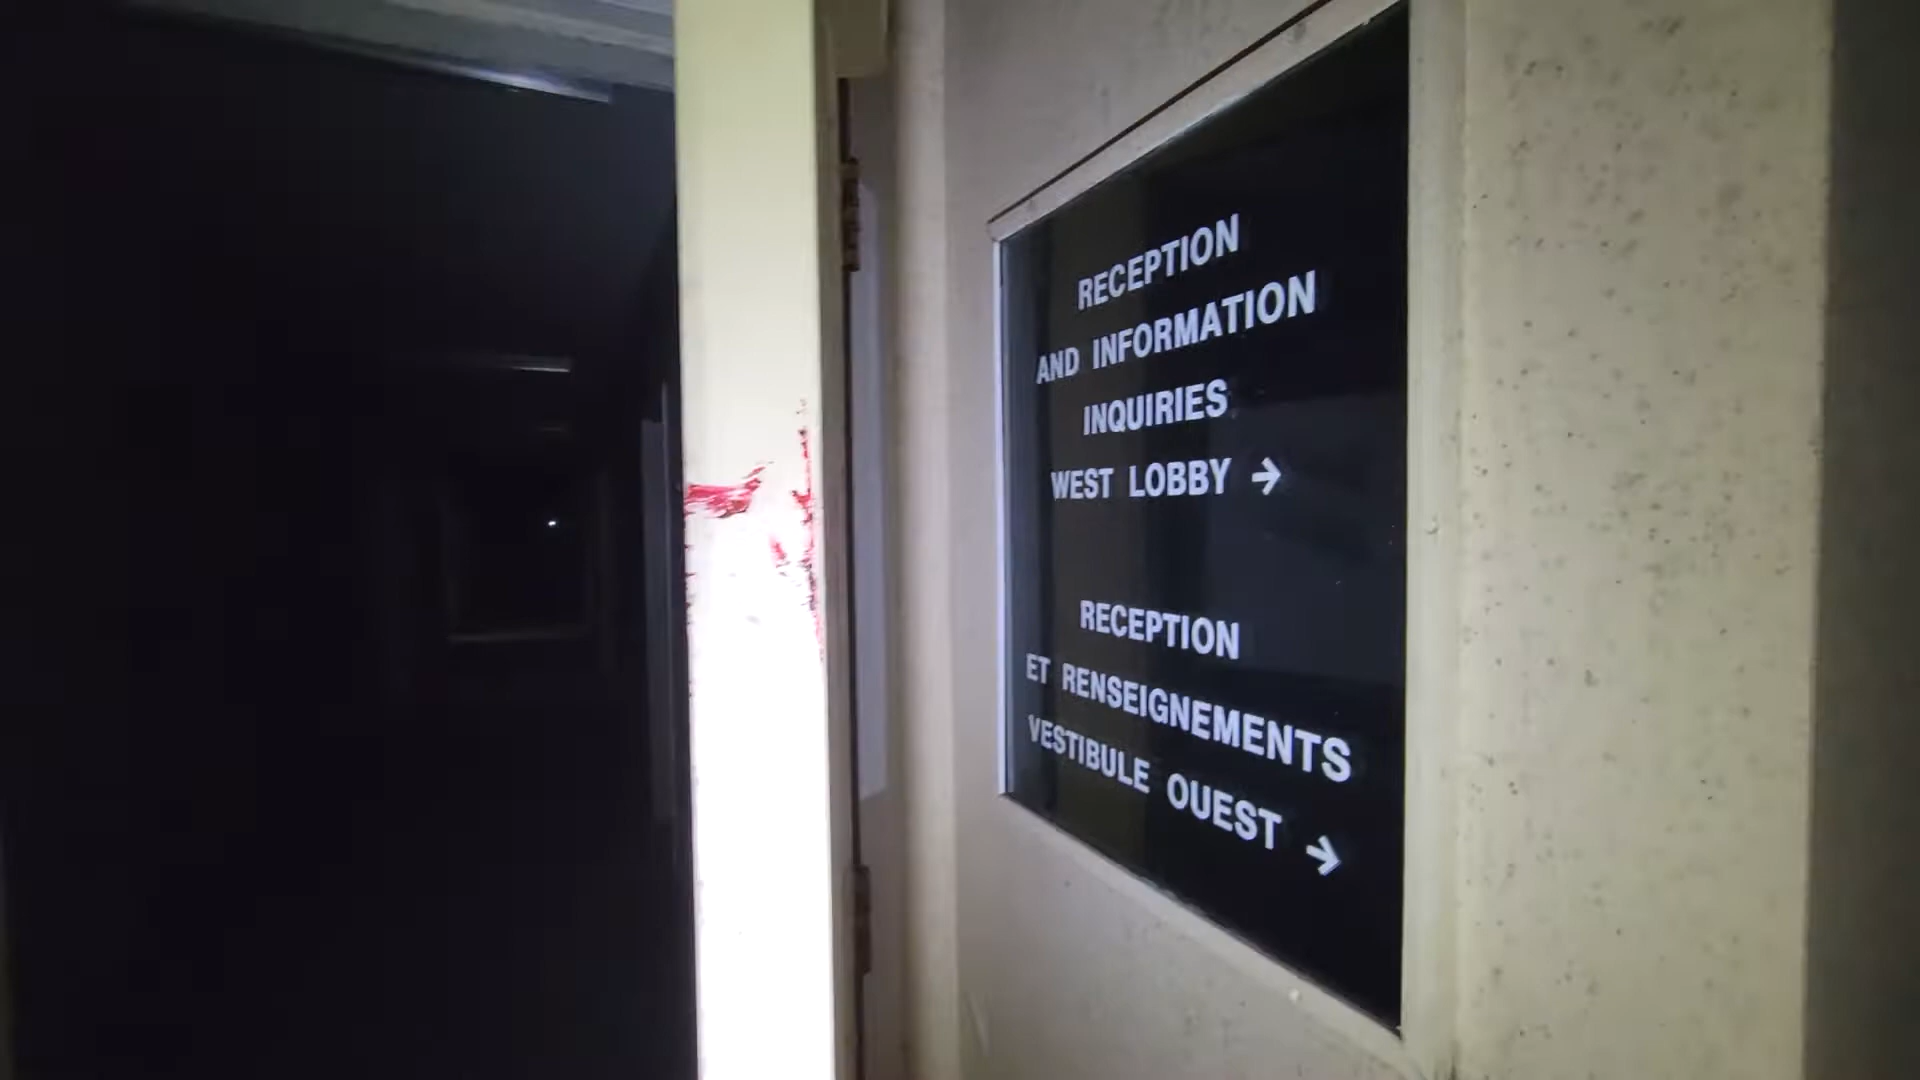 RECEPTION
AND INFORMATION
INQUIRIES
WEST LOBBY →
RECEPTION
ET RENSEIGNEMENTS
VESTIBULE OUEST →